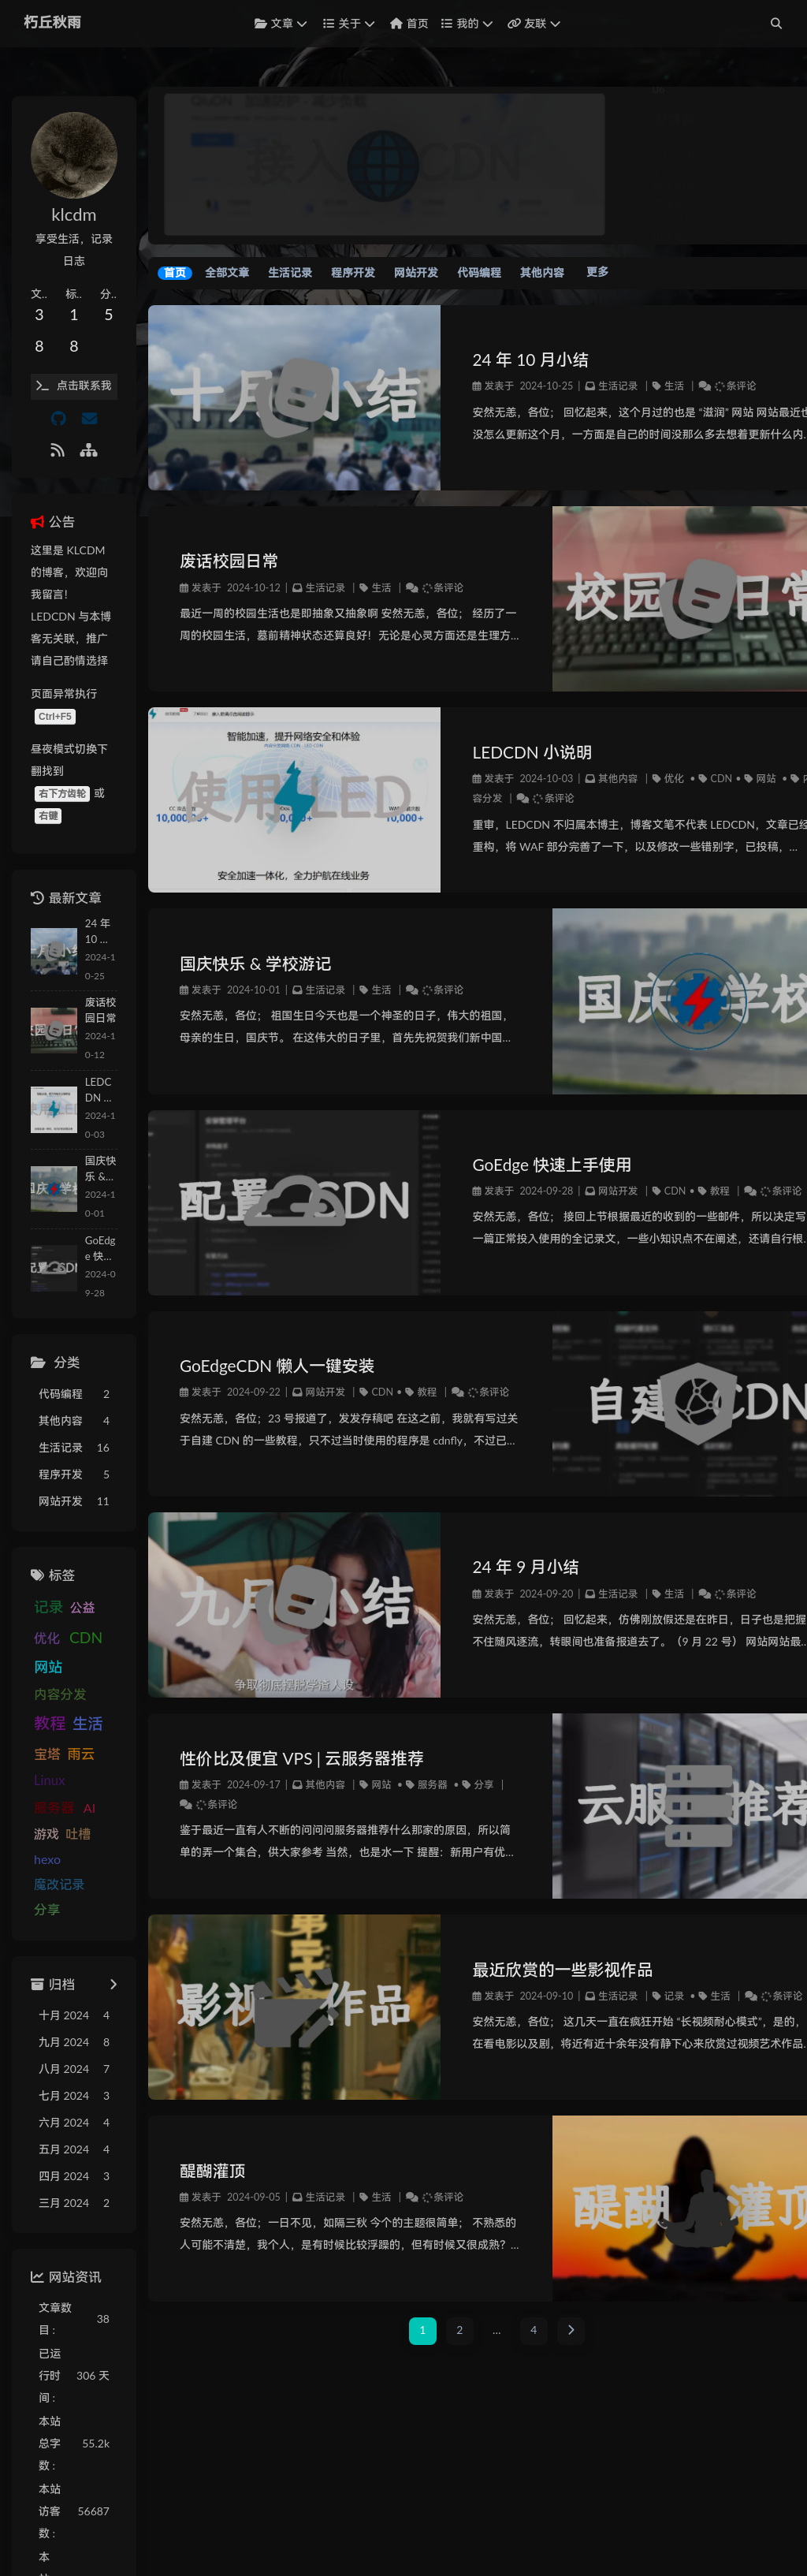 朽丘秋雨
文章
关于
首页
我的
友联
klcdm
享受生活，记录
日志
文..
标..
分..
3
8
1
8
5
点击联系我
公告
这里是 KLCDM
的博客，欢迎向
我留言！
LEDCDN 与本博
客无关联，推广
请自己酌情选择
页面异常执行
Ctrl+F5
昼夜模式切换下
翻找到
右下方齿轮 或
右键
最新文章
24 年
10 ...
2024-1
0-25
废话校
园日常
2024-1
0-12
LEDC
DN ...
2024-1
0-03
国庆快
乐 &...
2024-1
0-01
GoEdg
e 快...
2024-0
9-28
分类
代码编程 2
其他内容 4
生活记录 16
程序开发 5
网站开发 11
标签
记录 公益
优化 CDN
网站
内容分发
教程 生活
宝塔 雨云
Linux
服务器 AI
游戏 吐槽
hexo
魔改记录
分享
归档
十月 2024 4
九月 2024 8
八月 2024 7
七月 2024 3
六月 2024 4
五月 2024 4
四月 2024 3
三月 2024 2
网站资讯
文章数
目 :
38
已运
行时
间 :
306 天
本站
总字
数 :
55.2k
本站
访客
数 :
56687
本
接入 CDN
首页 全部文章 生活记录 程序开发 网站开发 代码编程 其他内容 更多
十月小结
24 年 10 月小结
发表于 2024-10-25 | 生活记录 | 生活 | 条评论
安然无恙，各位； 回忆起来，这个月过的也是 “滋润” 网站 网站最近也
没怎么更新这个月，一方面是自己的时间没那么多去想着更新什么内..
废话校园日常
发表于 2024-10-12 | 生活记录 | 生活 | 条评论
最近一周的校园生活也是即抽象又抽象啊 安然无恙，各位； 经历了一
周的校园生活，墓前精神状态还算良好！无论是心灵方面还是生理方...
校园日常
智能加速，提升网络安全和体验
使用 LED
10,000
10,000 +
安全加速一体化，全力护航在线业务
LEDCDN 小说明
发表于 2024-10-03 | 其他内容 | 优化 • CDN • 网站 • 内
容分发 | 条评论
重审，LEDCDN 不归属本博主，博客文笔不代表 LEDCDN，文章已经
重构，将 WAF 部分完善了一下，以及修改一些错别字，已投稿，...
国庆快乐 & 学校游记
发表于 2024-10-01 | 生活记录 | 生活 | 条评论
安然无恙，各位； 祖国生日今天也是一个神圣的日子，伟大的祖国，
母亲的生日，国庆节。 在这伟大的日子里，首先先祝贺我们新中国...
国庆 学校
配置 CDN
GoEdge 快速上手使用
发表于 2024-09-28 | 网站开发 | CDN • 教程 | 条评论
安然无恙，各位； 接回上节根据最近的收到的一些邮件，所以决定写
一篇正常投入使用的全记录文，一些小知识点不在阐述，还请自行根.
GoEdgeCDN 懒人一键安装
发表于 2024-09-22 | 网站开发 | CDN • 教程 | 条评论
安然无恙，各位；23 号报道了，发发存稿吧 在这之前，我就有写过关
于自建 CDN 的一些教程，只不过当时使用的程序是 cdnfly，不过已...
自建 CDN
九月小结
争取彻底摆脱学渣人设
24 年 9 月小结
发表于 2024-09-20 | 生活记录 | 生活 | 条评论
安然无恙，各位； 回忆起来，仿佛刚放假还是在昨日，日子也是把握
不住随风逐流，转眼间也准备报道去了。（9 月 22 号） 网站网站最..
性价比及便宜 VPS | 云服务器推荐
发表于 2024-09-17 | 其他内容 | 网站 • 服务器 • 分享 |
条评论
鉴于最近一直有人不断的问问问服务器推荐什么那家的原因，所以简
单的弄一个集合，供大家参考 当然，也是水一下 提醒：新用户有优...
云服 推荐
影视 作品
最近欣赏的一些影视作品
发表于 2024-09-10 | 生活记录 | 记录 • 生活 | 条评论
安然无恙，各位； 这几天一直在疯狂开始 “长视频耐心模式”，是的，
在看电影以及剧，将近有近十余年没有静下心来欣赏过视频艺术作品.
醍醐灌顶
发表于 2024-09-05 | 生活记录 | 生活 | 条评论
安然无恙，各位；一日不见，如隔三秋 今个的主题很简单； 不熟悉的
人可能不清楚，我个人，是有时候比较浮躁的，但有时候又很成熟？...
醍醐灌顶
1 2 ... 4